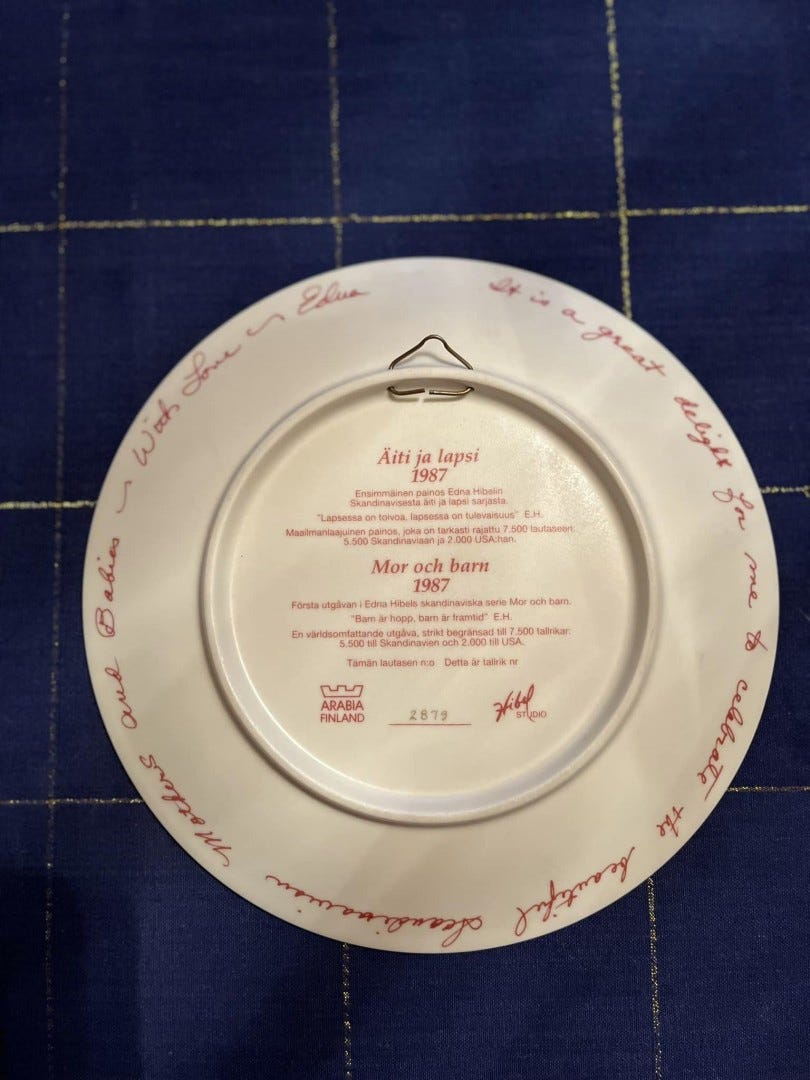 It is a great delight for me to celebrate the beautiful Scandinavian Mothers and Babies ~ With Love ~ Edna
Äiti ja lapsi
1987
Ensimmäinen painos Edna Hibelin
Skandinaavisesta äiti ja lapsi sarjasta.
"Lapsessa on toivoa, lapsessa on tulevaisuus" E.H.
Maailmanlaajuinen painos, joka on tarkasti rajattu 7.500 lautaseen:
5.500 Skandinaviaan ja 2.000 USA:han.
Mor och barn
1987
Första utgåvan i Edna Hibels skandinaviska serie Mor och barn.
"Barn är hopp, barn är framtid" E.H.
En världsomfattande utgåva, strikt begränsad till 7.500 tallrikar:
5.500 till Skandinavien och 2.000 till USA.
Tämän lautasen n:o Detta är tallrik nr
ARABIA
FINLAND
2879
Hibel
STUDIO